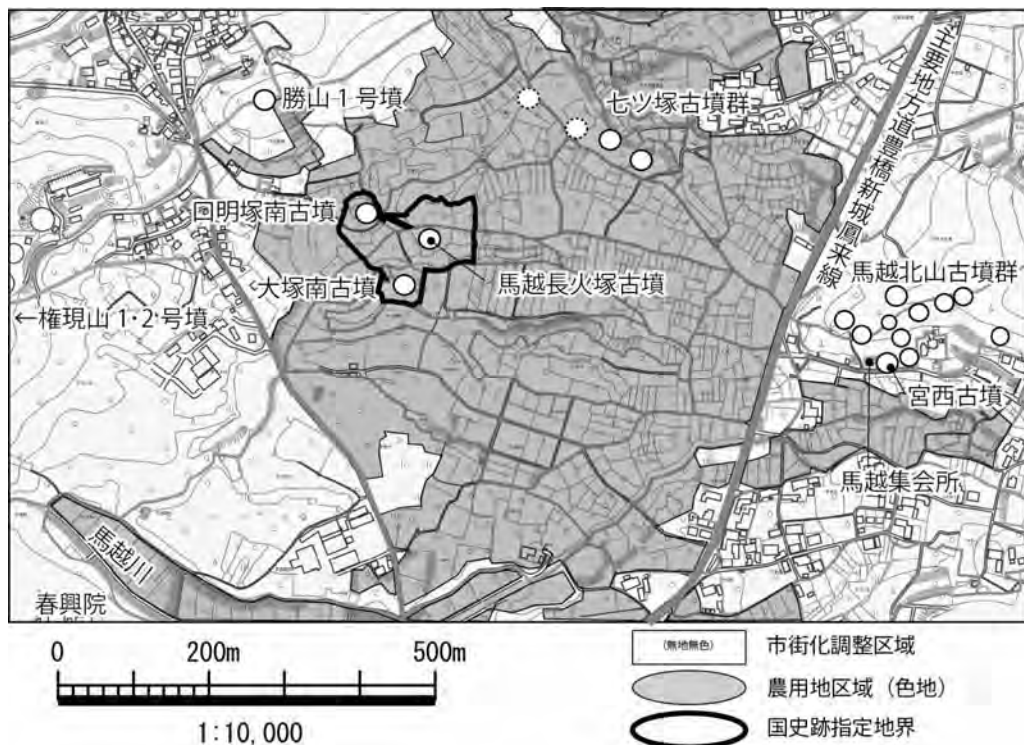 勝山1号墳
七ツ塚古墳群
主要地方道豊橋新城鳳来線
口明塚南古墳
大塚南古墳
馬越長火塚古墳
馬越北山古墳群
←権現山1・2号墳
宮西古墳
馬越集会所
馬越川
春興院
0 200m 500m
1:10,000
(無地無色) 市街化調整区域
農用地区域(色地)
国史跡指定地界